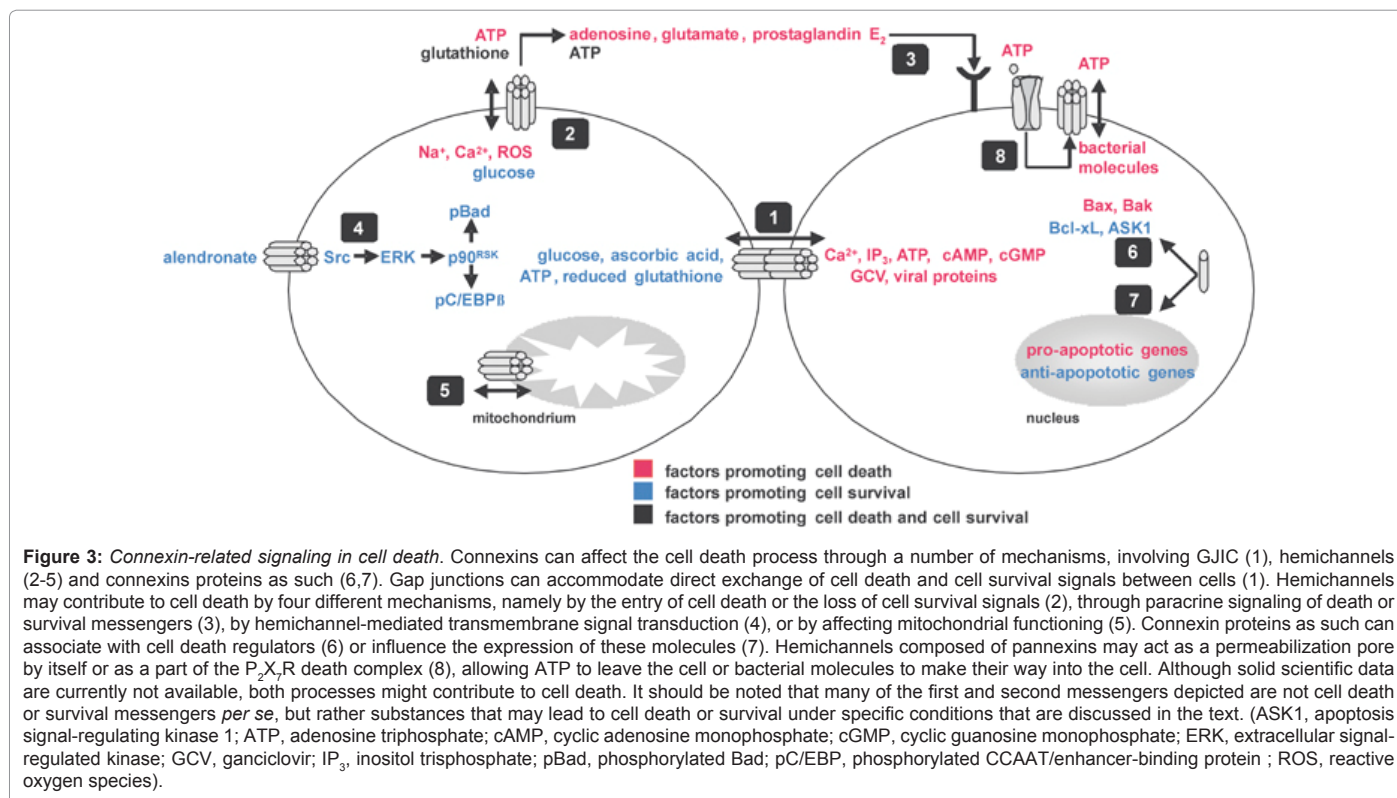 ATP
glutathione
adenosine, glutamate, prostaglandin E₂
ATP
3
ATP
ATP
2
8
Na⁺, Ca²⁺, ROS
glucose
bacterial
molecules
4
pBad
1
Bax, Bak
Bcl-xL, ASK1
alendronate
Src
ERK
p90ᴿˢᴷ
glucose, ascorbic acid,
ATP, reduced glutathione
Ca²⁺, IP₃, ATP, cAMP, cGMP
GCV, viral proteins
6
pC/EBPß
7
pro-apoptotic genes
anti-apopototic genes
5
mitochondrium
nucleus
factors promoting cell death
factors promoting cell survival
factors promoting cell death and cell survival
Figure 3: Connexin-related signaling in cell death. Connexins can affect the cell death process through a number of mechanisms, involving GJIC (1), hemichannels
(2-5) and connexins proteins as such (6,7). Gap junctions can accommodate direct exchange of cell death and cell survival signals between cells (1). Hemichannels
may contribute to cell death by four different mechanisms, namely by the entry of cell death or the loss of cell survival signals (2), through paracrine signaling of death or
survival messengers (3), by hemichannel-mediated transmembrane signal transduction (4), or by affecting mitochondrial functioning (5). Connexin proteins as such can
associate with cell death regulators (6) or influence the expression of these molecules (7). Hemichannels composed of pannexins may act as a permeabilization pore
by itself or as a part of the P₂X₇R death complex (8), allowing ATP to leave the cell or bacterial molecules to make their way into the cell. Although solid scientific data
are currently not available, both processes might contribute to cell death. It should be noted that many of the first and second messengers depicted are not cell death
or survival messengers per se, but rather substances that may lead to cell death or survival under specific conditions that are discussed in the text. (ASK1, apoptosis
signal-regulating kinase 1; ATP, adenosine triphosphate; cAMP, cyclic adenosine monophosphate; cGMP, cyclic guanosine monophosphate; ERK, extracellular signal-
regulated kinase; GCV, ganciclovir; IP₃, inositol trisphosphate; pBad, phosphorylated Bad; pC/EBP, phosphorylated CCAAT/enhancer-binding protein ; ROS, reactive
oxygen species).